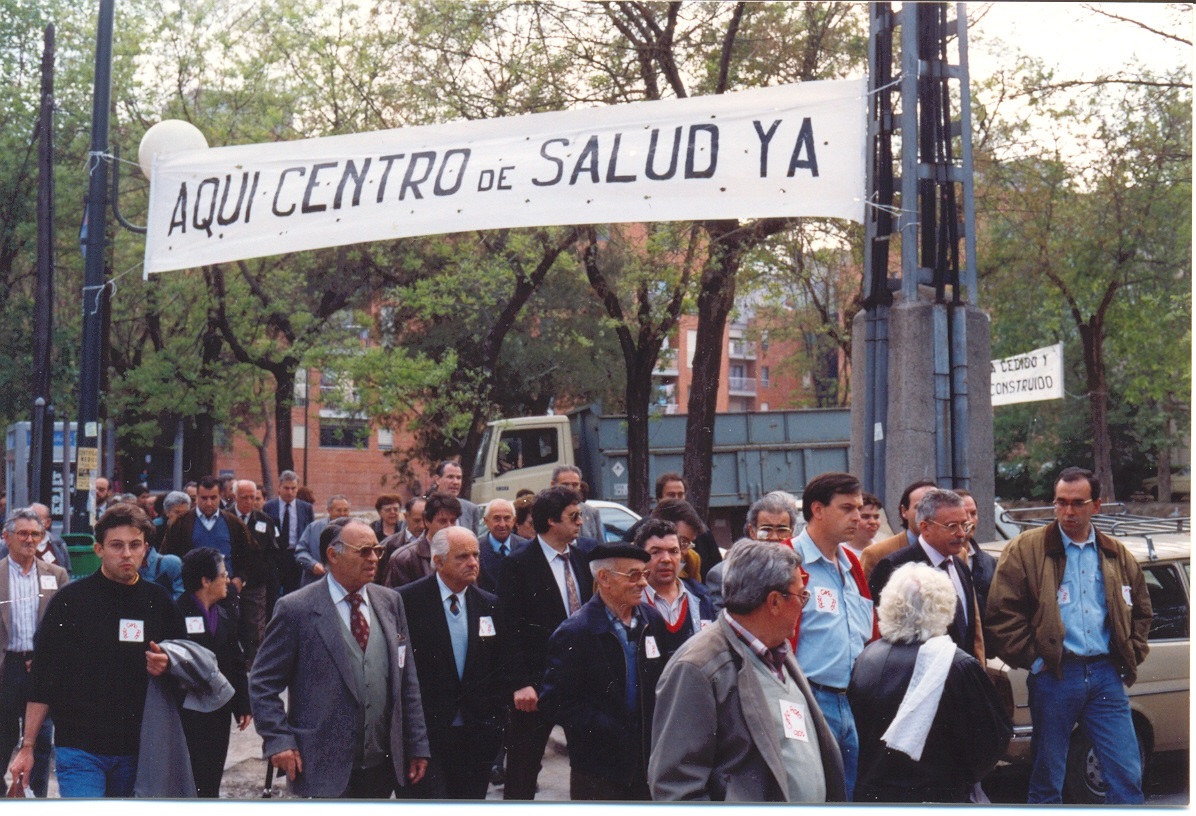 AQUI CENTRO DE SALUD YA
CEDIDO Y
CONSTRUIDO